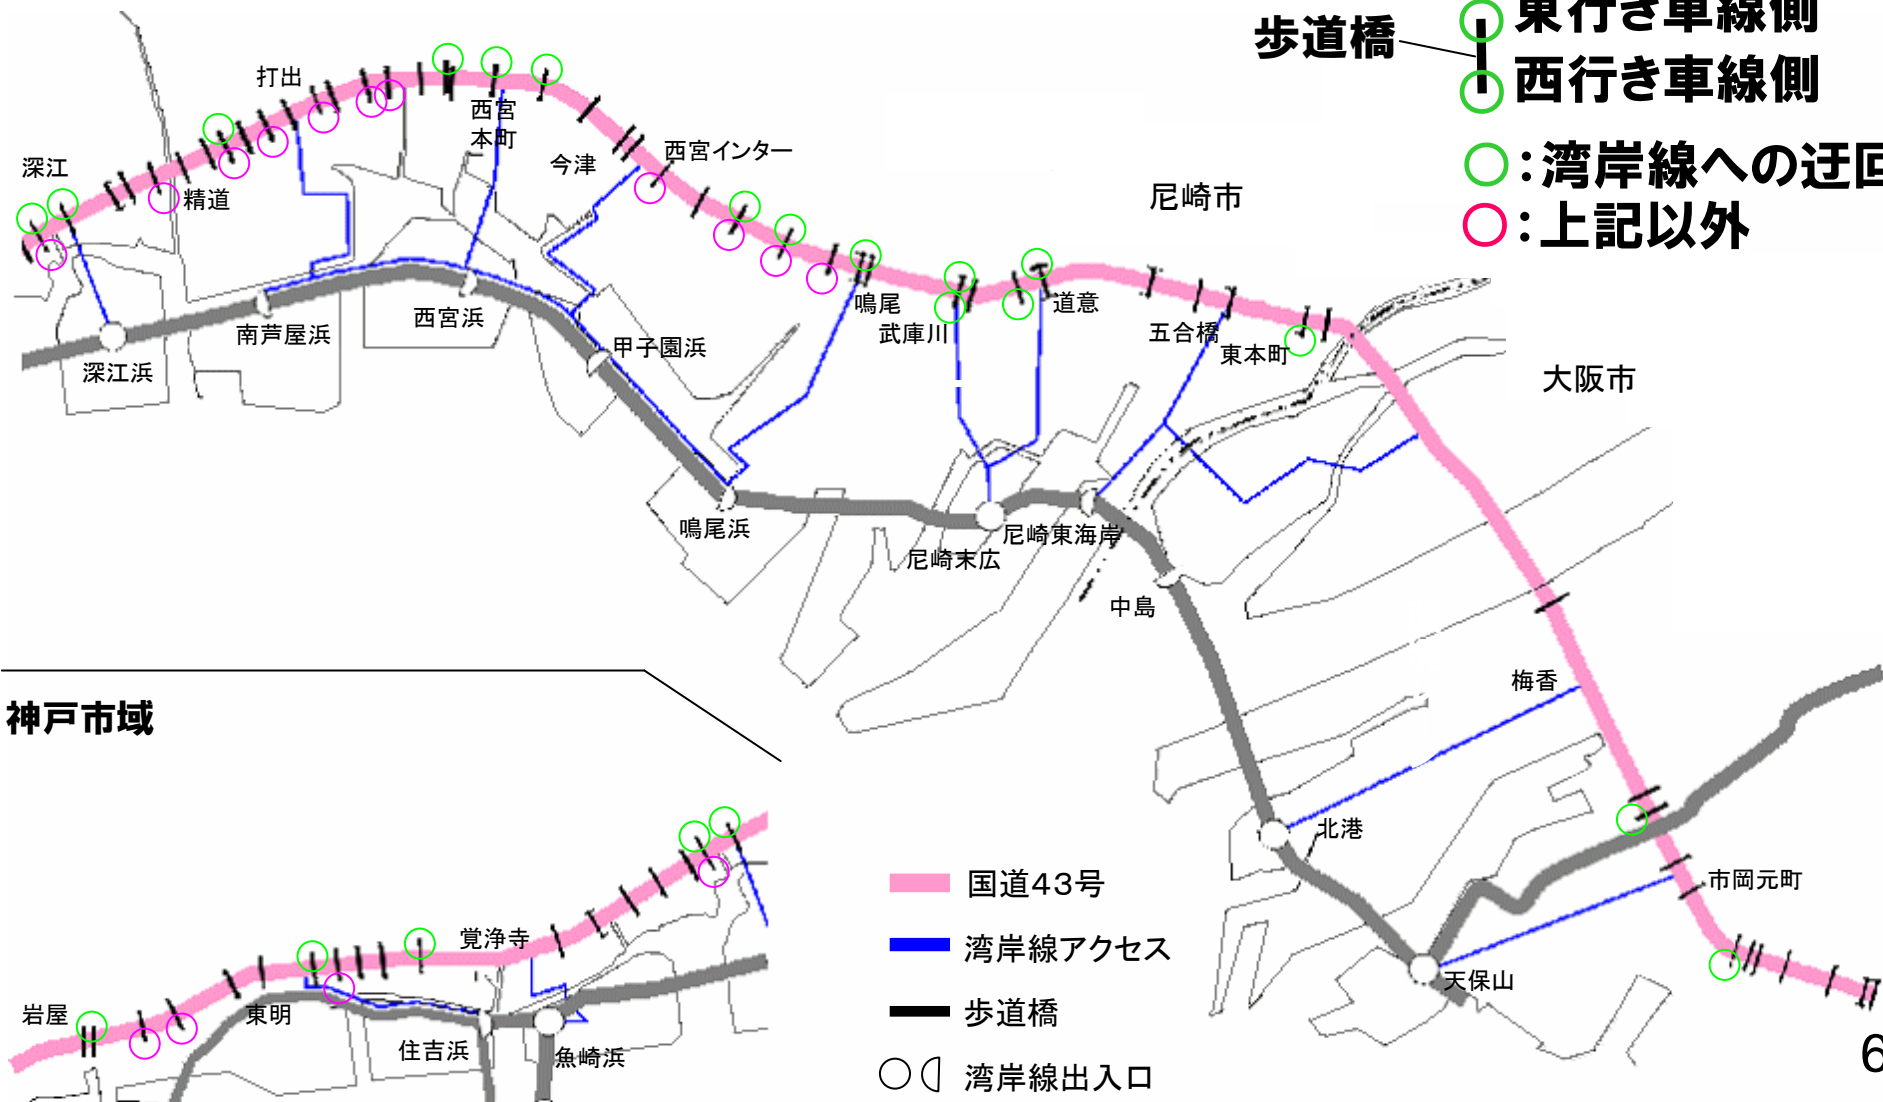 東行き車線側
歩道橋
西行き車線側
○:湾岸線への迂回
○:上記以外
打出
西宮
本町
深江
今津
西宮インター
精道
尼崎市
鳴尾
道意
武庫川
五合橋
東本町
南芦屋浜
西宮浜
甲子園浜
深江浜
大阪市
鳴尾浜
尼崎東海岸
尼崎末広
中島
梅香
神戸市域
北港
市岡元町
国道43号
覚浄寺
湾岸線アクセス
天保山
岩屋
東明
歩道橋
住吉浜
魚崎浜
湾岸線出入口
6